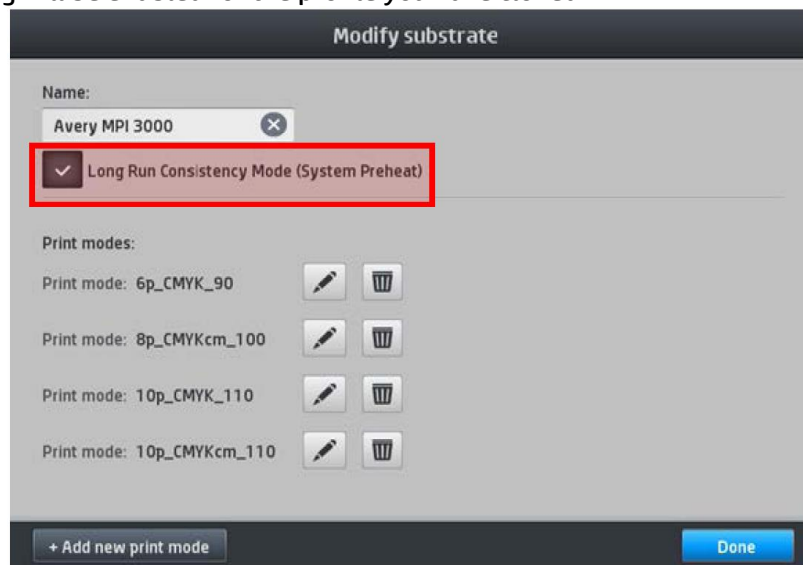 Modify substrate
Name:
Avery MPI 3000
Long Run Consistency Mode (System Preheat)
Print modes:
Print mode: 6p_CMYK_90
Print mode: 8p_CMYKcm_100
Print mode: 10p_CMYK_110
Print mode: 10p_CMYKcm_110
+ Add new print mode
Done